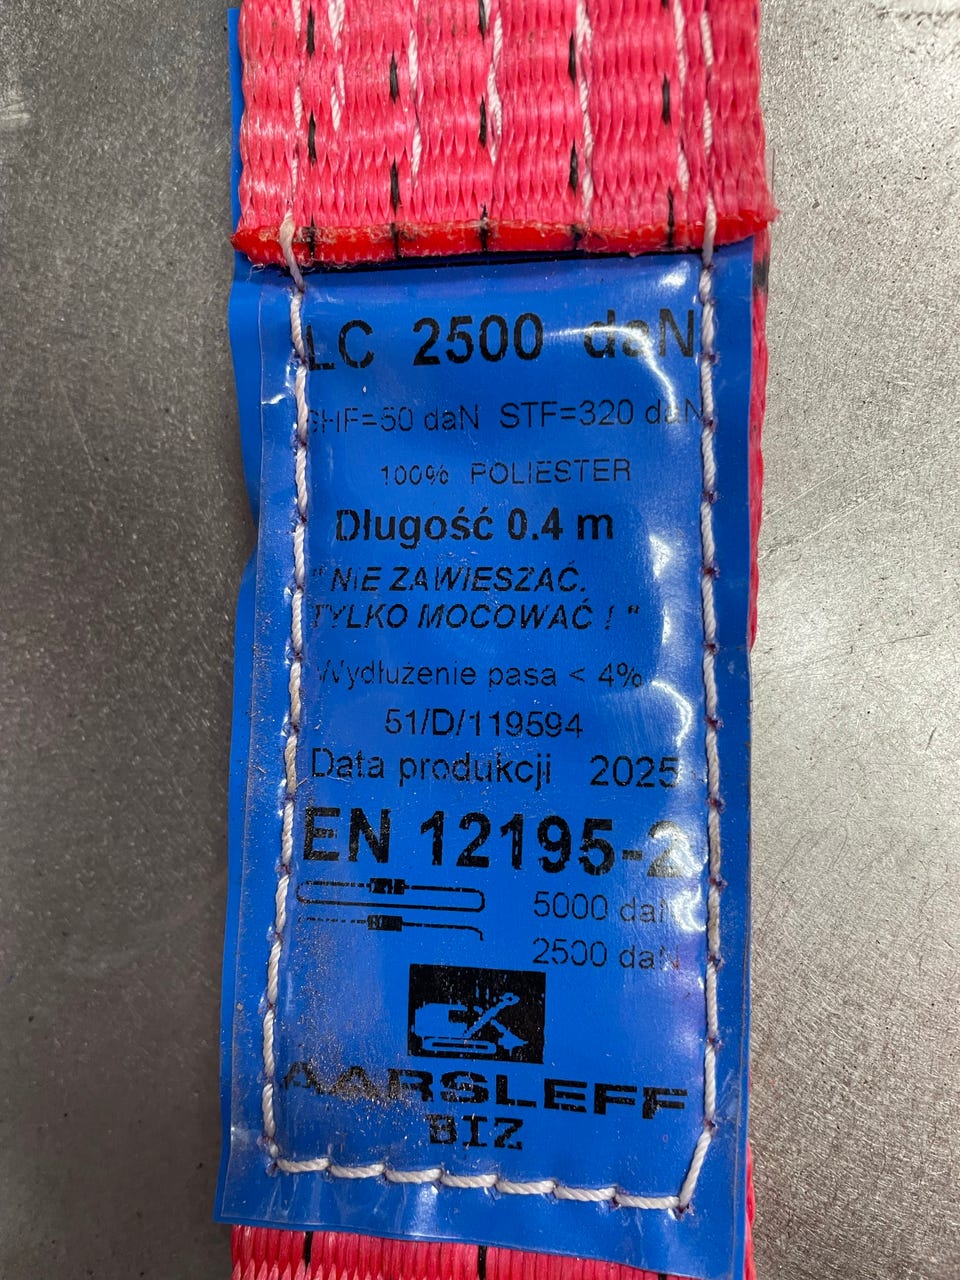 LC 2500 daN
SHF=50 daN STF=320 daN
100% POLIESTER
Długość 0.4 m
" NIE ZAWIESZAĆ.
TYLKO MOCOWAĆ ! "
Wydłużenie pasa < 4%
51/D/119594
Data produkcji 2025
EN 12195-2
5000 daN
2500 daN
AARSLEFF
BIZ